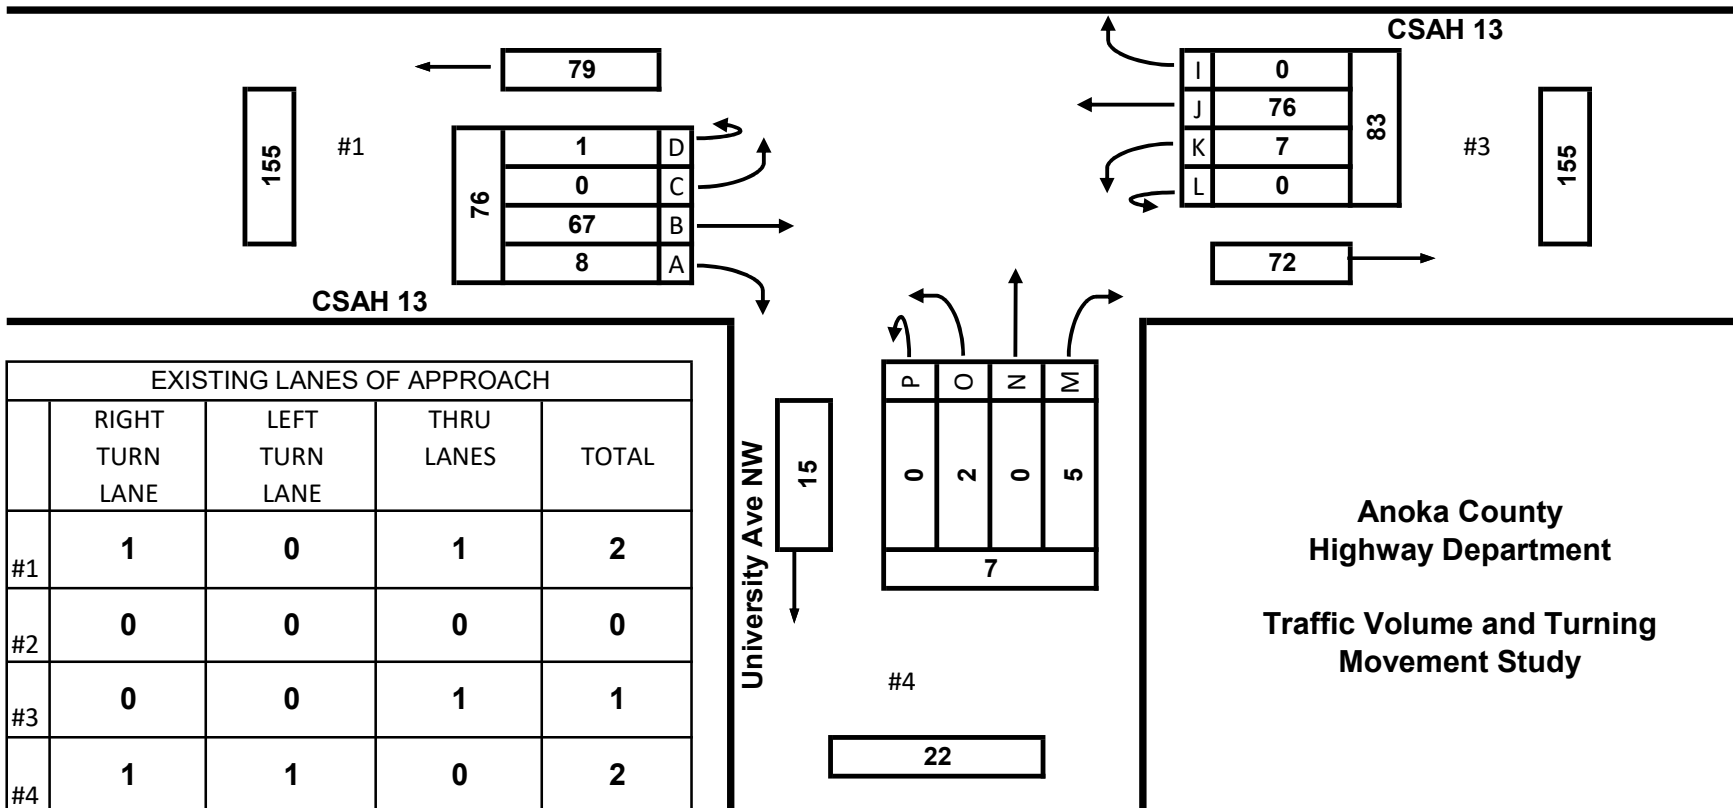 CSAH 13
79
155
#1
76
1 D
0 C
67 B
8 A
CSAH 13
I 0
J 76
K 7
L 0
83
#3
155
72
EXISTING LANES OF APPROACH
RIGHT TURN LANE
LEFT TURN LANE
THRU LANES
TOTAL
#1 1 0 1 2
#2 0 0 0 0
#3 0 0 1 1
#4 1 1 0 2
University Ave NW
15
P O N M
0 2 0 5
7
#4
22
Anoka County
Highway Department
Traffic Volume and Turning
Movement Study